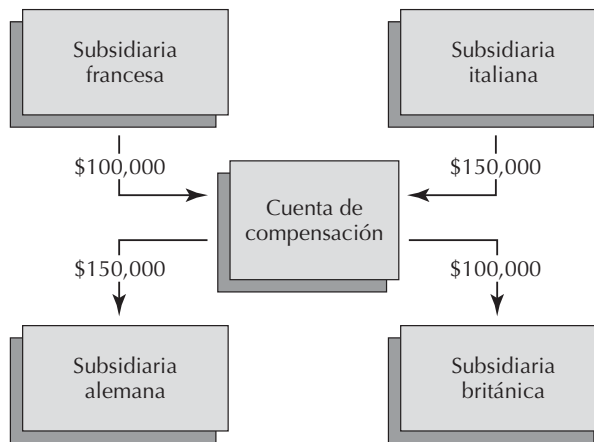 Subsidiaria
francesa
Subsidiaria
italiana
$100,000
$150,000
Cuenta de
compensación
$150,000
$100,000
Subsidiaria
alemana
Subsidiaria
británica